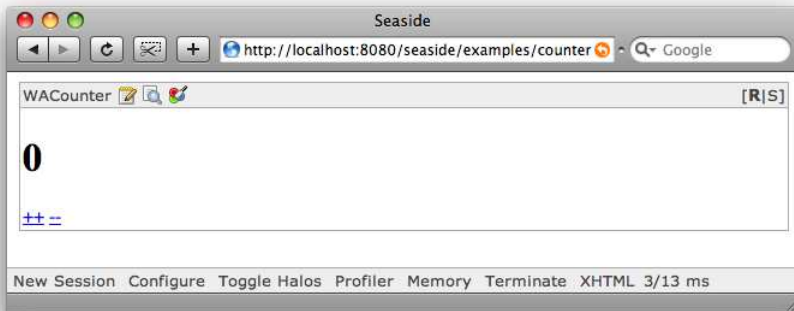 Seaside
http://localhost:8080/seaside/examples/counter Google
WACounter [R|S]
0
++ --
New Session Configure Toggle Halos Profiler Memory Terminate XHTML 3/13 ms